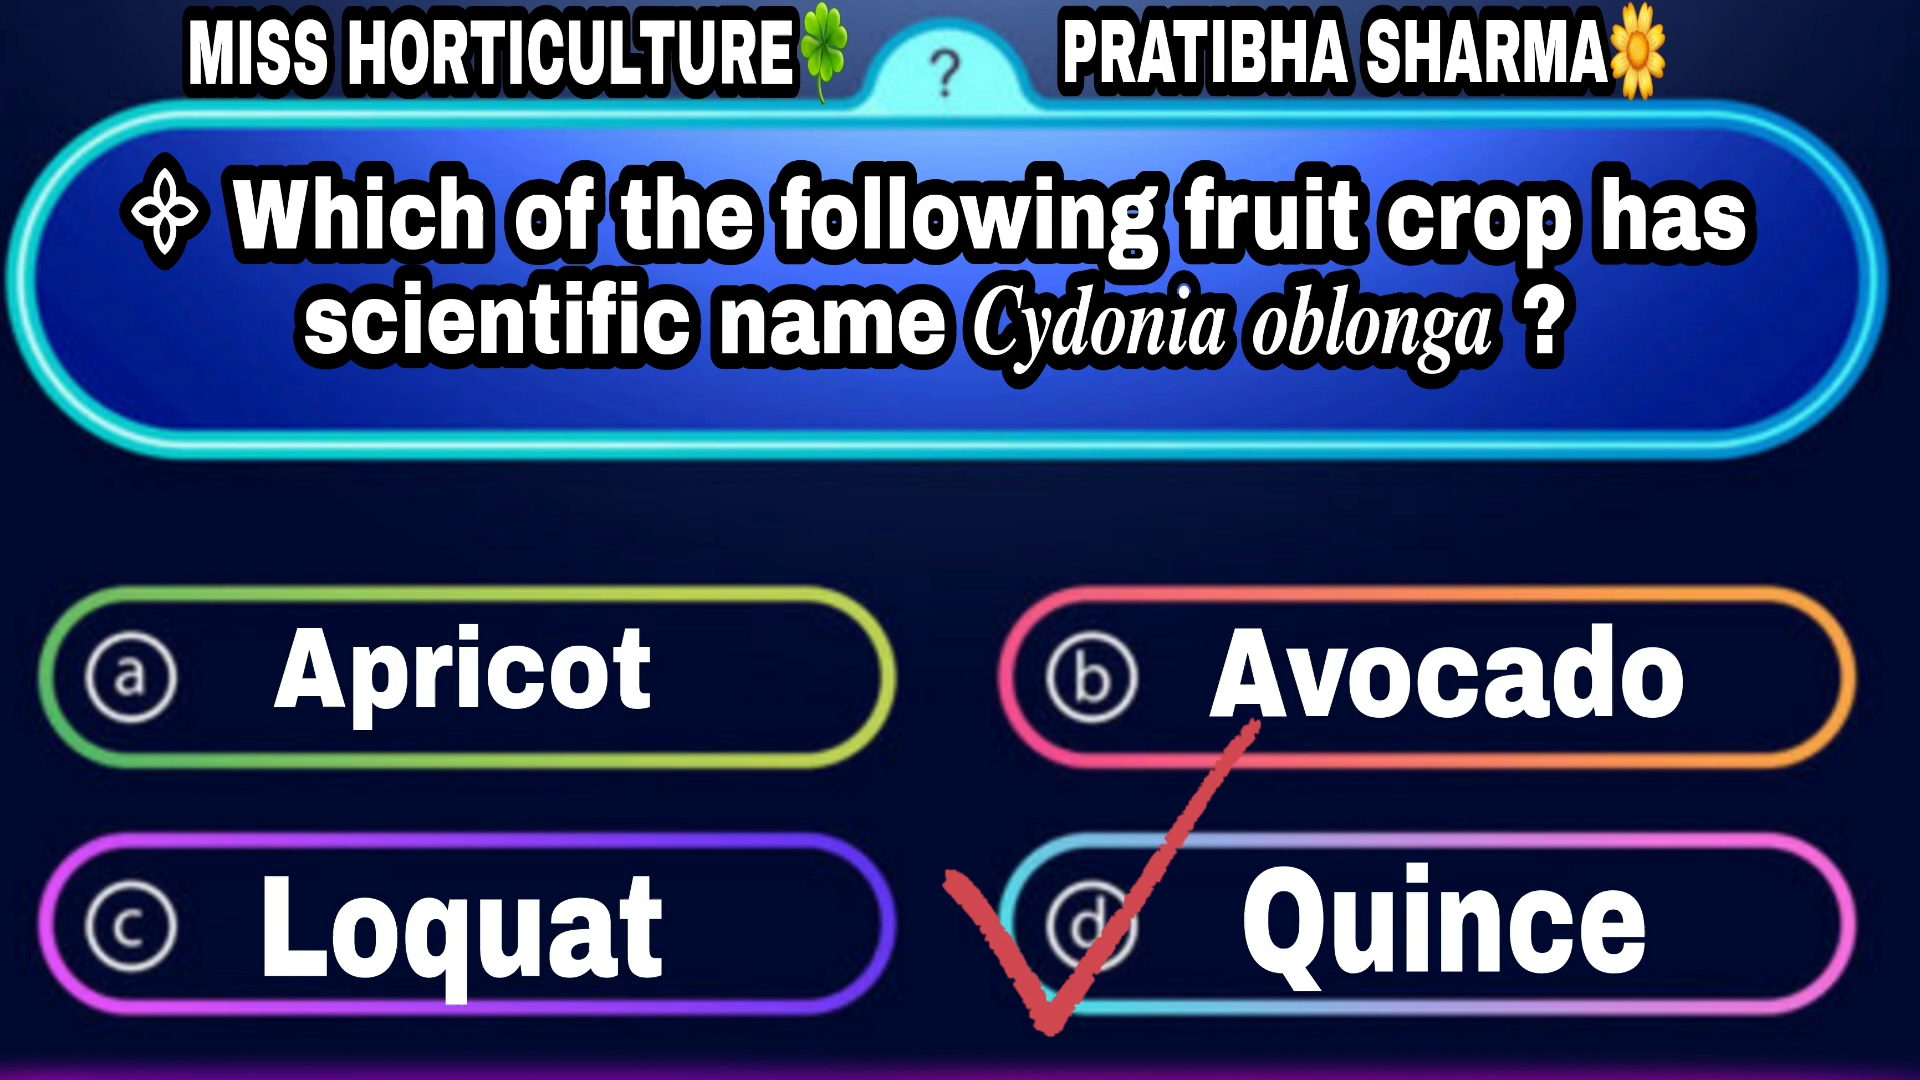 MISS HORTICULTURE🍀 ? PRATIBHA SHARMA🌼
❖ Which of the following fruit crop has
scientific name Cydonia oblonga ?
ⓐ Apricot
ⓑ Avocado
ⓒ Loquat
ⓓ Quince